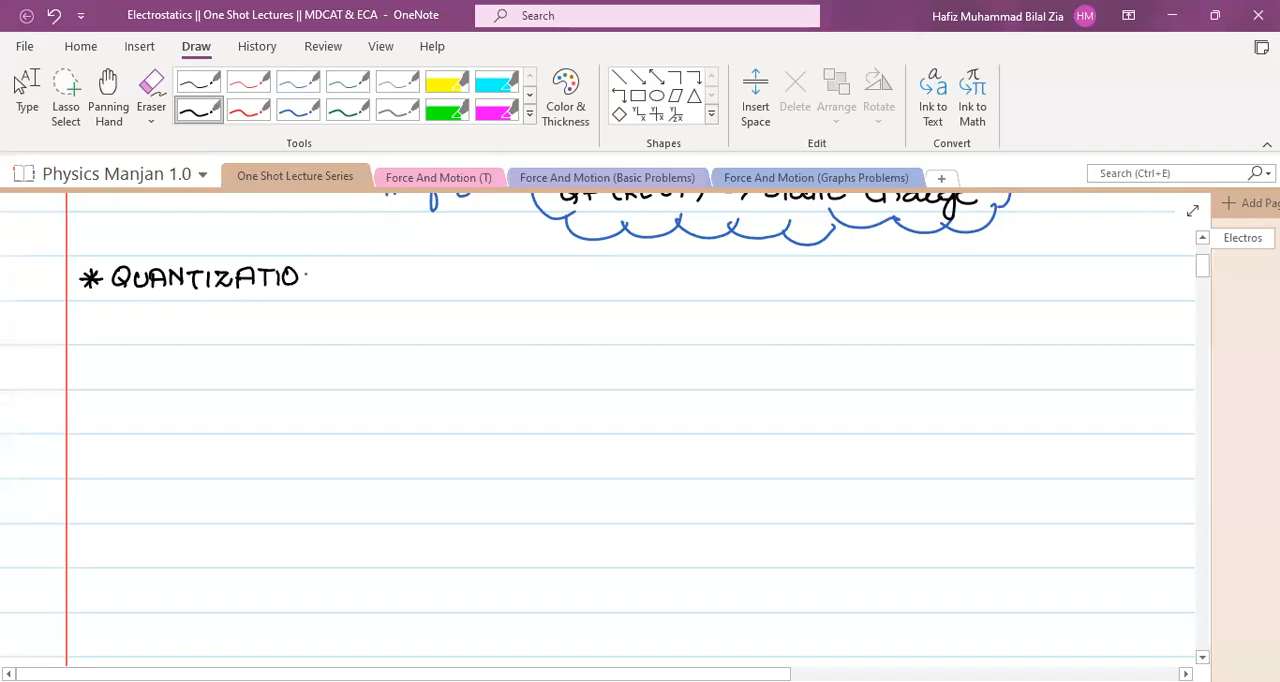 Electrostatics || One Shot Lectures || MDCAT & ECA - OneNote
Search
Hafiz Muhammad Bilal Zia
HM
File
Home
Insert
Draw
History
Review
View
Help
Type
Lasso Select
Panning Hand
Eraser
Color & Thickness
Insert Space
Delete
Arrange
Rotate
Ink to Text
Ink to Math
Tools
Shapes
Edit
Convert
Physics Manjan 1.0
One Shot Lecture Series
Force And Motion (T)
Force And Motion (Basic Problems)
Force And Motion (Graphs Problems)
Search (Ctrl+E)
Add Pag
Electros
* QUANTIZATIO